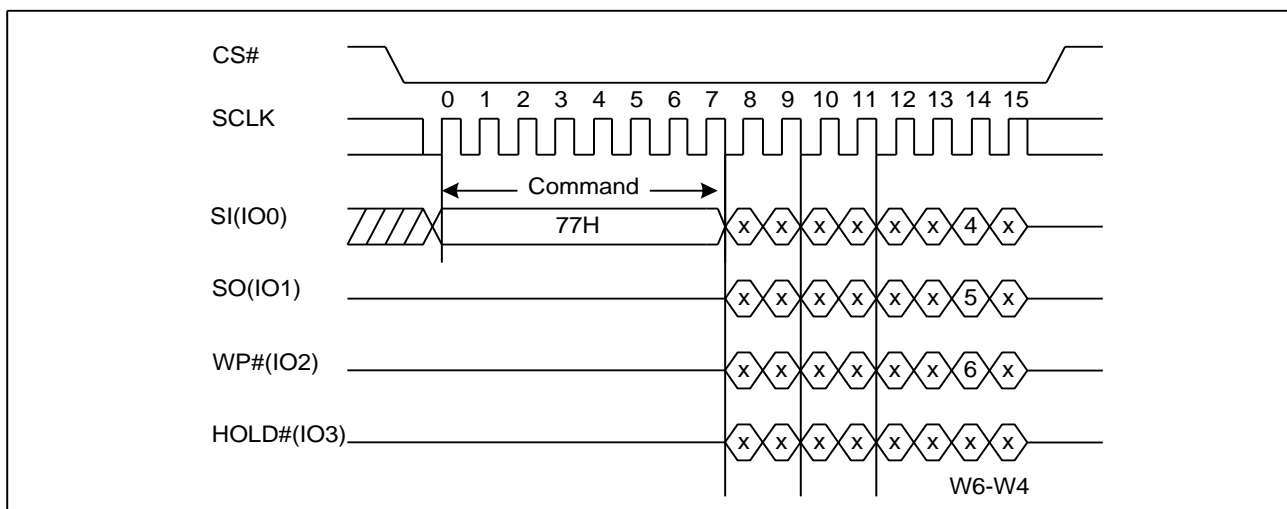 CS#
0 1 2 3 4 5 6 7 8 9 10 11 12 13 14 15
SCLK
Command
SI(IO0) 77H x x x x x x 4 x
SO(IO1) x x x x x x 5 x
WP#(IO2) x x x x x x 6 x
HOLD#(IO3) x x x x x x x x
W6-W4